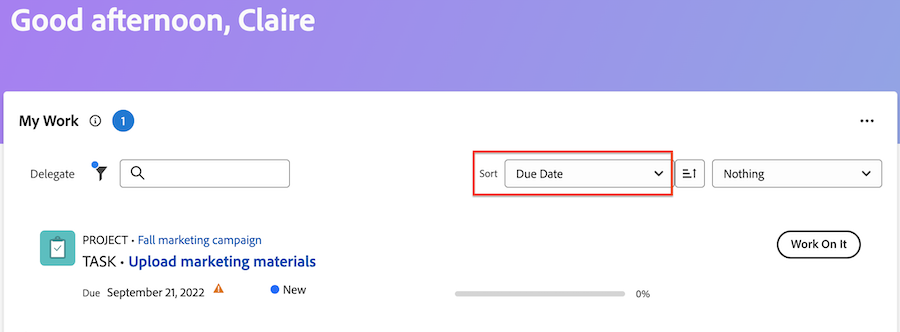 Good afternoon, Claire
My Work 1
Delegate Sort Due Date Nothing
PROJECT • Fall marketing campaign
TASK • Upload marketing materials
Work On It
Due September 21, 2022 New 0%